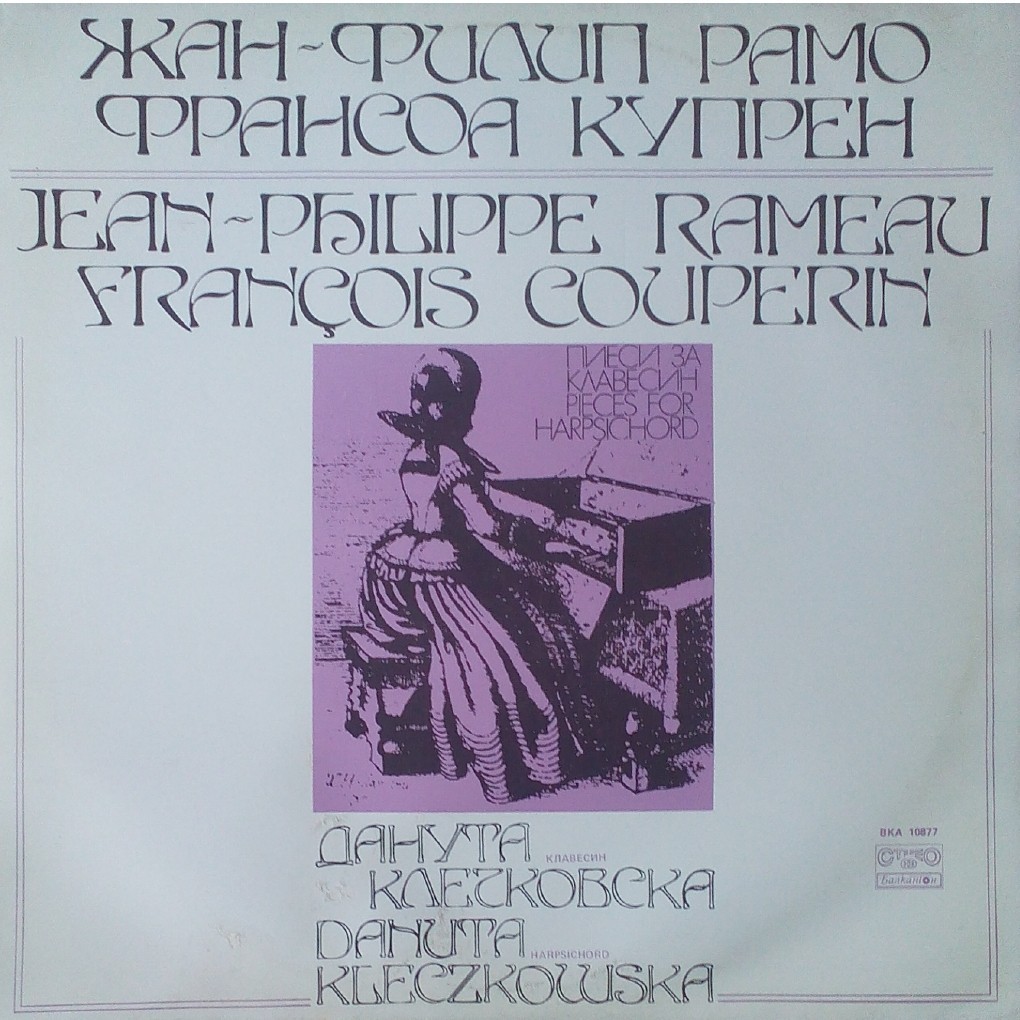 ЖАН-ФИЛИП РАМО
ФРАНСОА КУПРЕН
JEAN-PHILIPPE RAMEAU
FRANÇOIS COUPERIN
ПИЕСИ ЗА
КЛАВЕСИН
PIECES FOR
HARPSICHORD
ДАНУТА КЛАВЕСИН
КЛЕЧКОВСКА
DANUTA HARPSICHORD
KLECZKOWSKA
ВКА 10877
СТЕРЕО
Балкантон